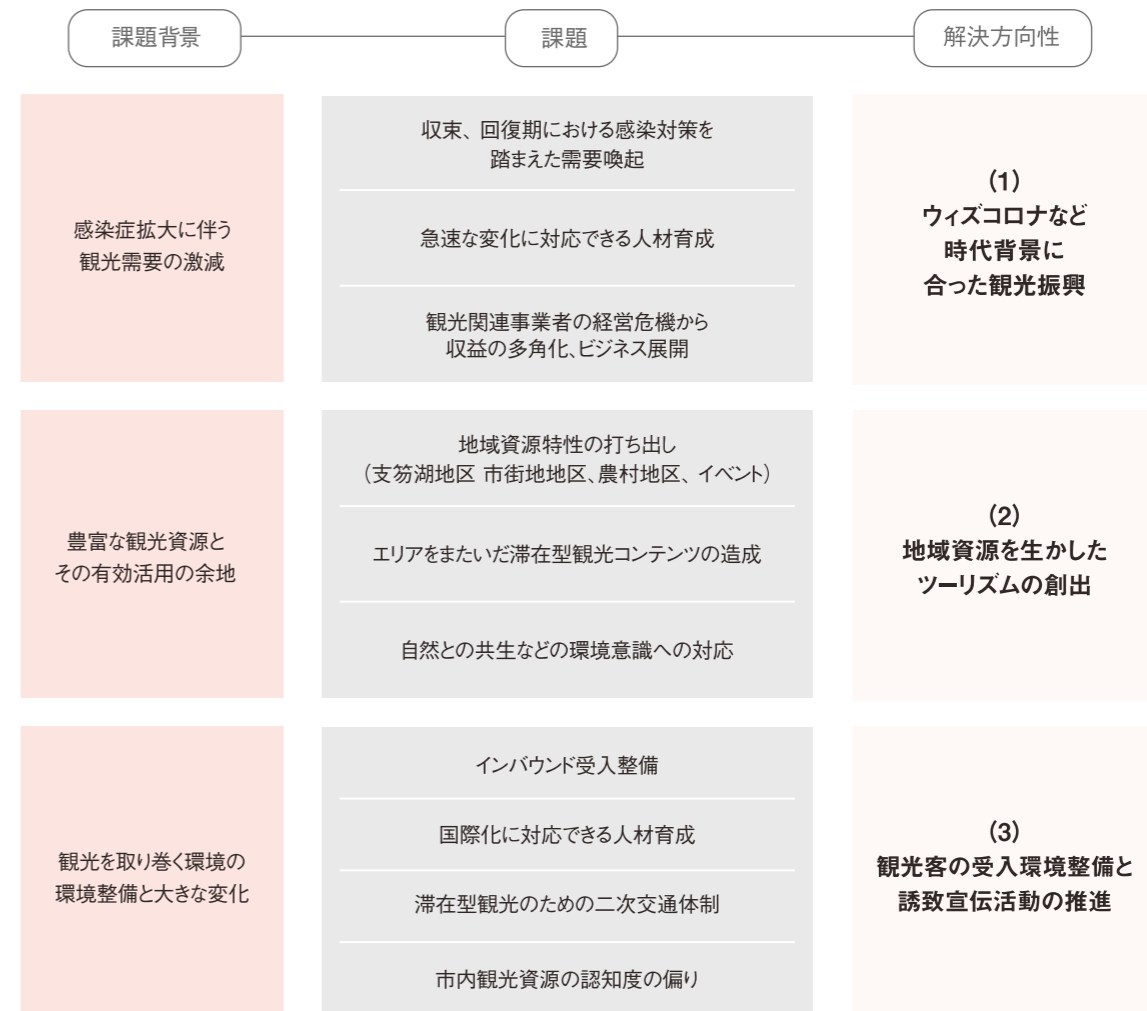 課題背景
課題
解決方向性
感染症拡大に伴う
観光需要の激減
収束、回復期における感染対策を
踏まえた需要喚起
急速な変化に対応できる人材育成
観光関連事業者の経営危機から
収益の多角化、ビジネス展開
(1)
ウィズコロナなど
時代背景に
合った観光振興
豊富な観光資源と
その有効活用の余地
地域資源特性の打ち出し
(支笏湖地区 市街地地区、農村地区、イベント)
エリアをまたいだ滞在型観光コンテンツの造成
自然との共生などの環境意識への対応
(2)
地域資源を生かした
ツーリズムの創出
観光を取り巻く環境の
環境整備と大きな変化
インバウンド受入整備
国際化に対応できる人材育成
滞在型観光のための二次交通体制
市内観光資源の認知度の偏り
(3)
観光客の受入環境整備と
誘致宣伝活動の推進